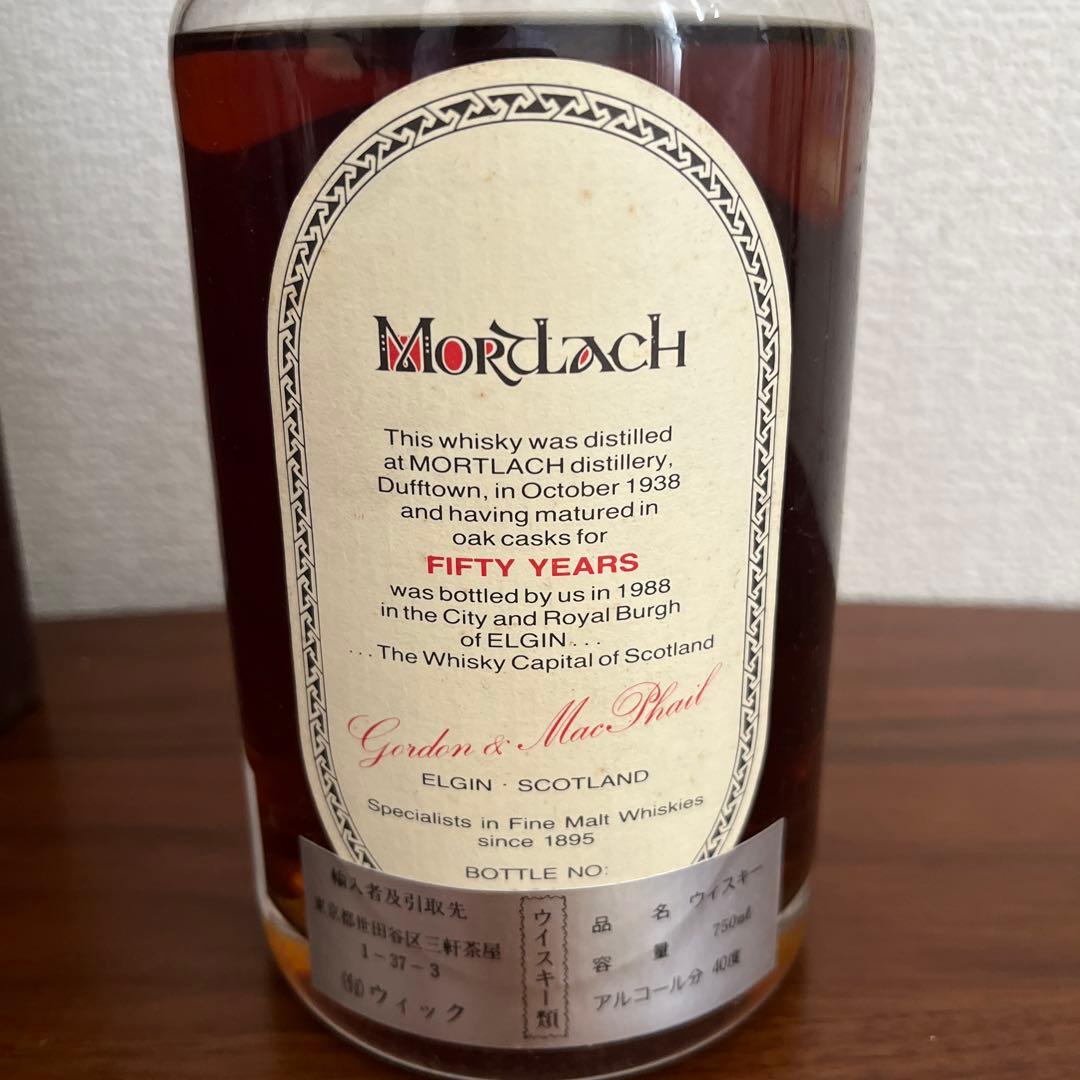 MORTLACH
This whisky was distilled
at MORTLACH distillery,
Dufftown, in October 1938
and having matured in
oak casks for
FIFTY YEARS
was bottled by us in 1988
in the City and Royal Burgh
of ELGIN...
...The Whisky Capital of Scotland
Gordon & MacPhail
ELGIN · SCOTLAND
Specialists in Fine Malt Whiskies
since 1895
BOTTLE NO:
輸入者及引取先
東京都世田谷区三軒茶屋
1-37-3
㈲ウィック
ウイスキー類
品 名 ウィスキー
容 量 750ml
アルコール分 40度